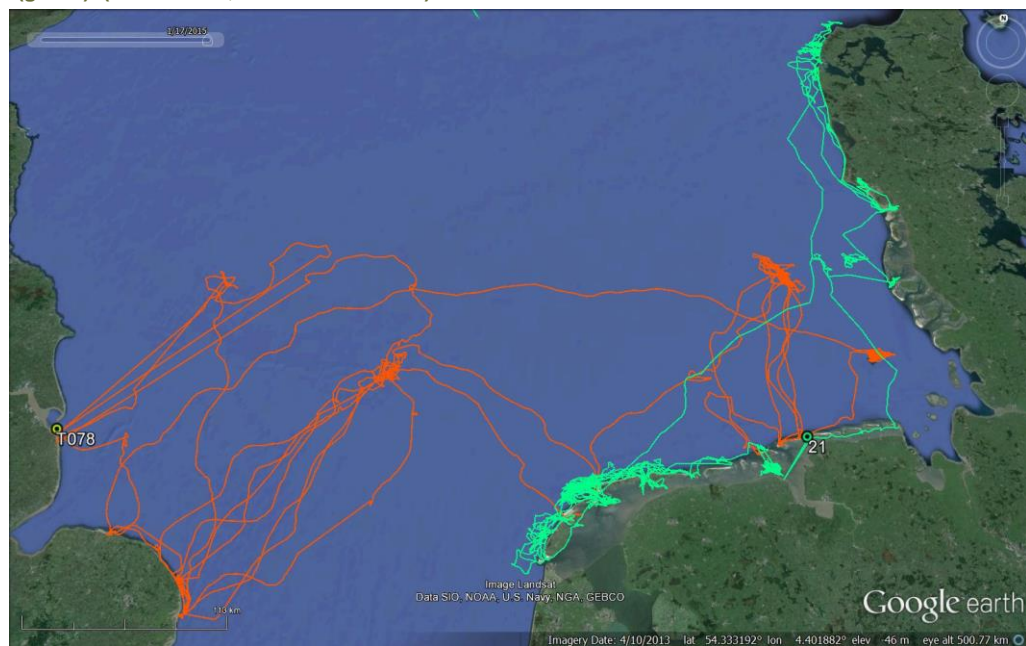 1/17/2015
N
T078
21
113 km
Image Landsat
Data SIO, NOAA, U.S. Navy, NGA, GEBCO
Google earth
Imagery Date: 4/10/2013 lat 54.333192° lon 4.401882° elev -46 m eye alt 500.77 km